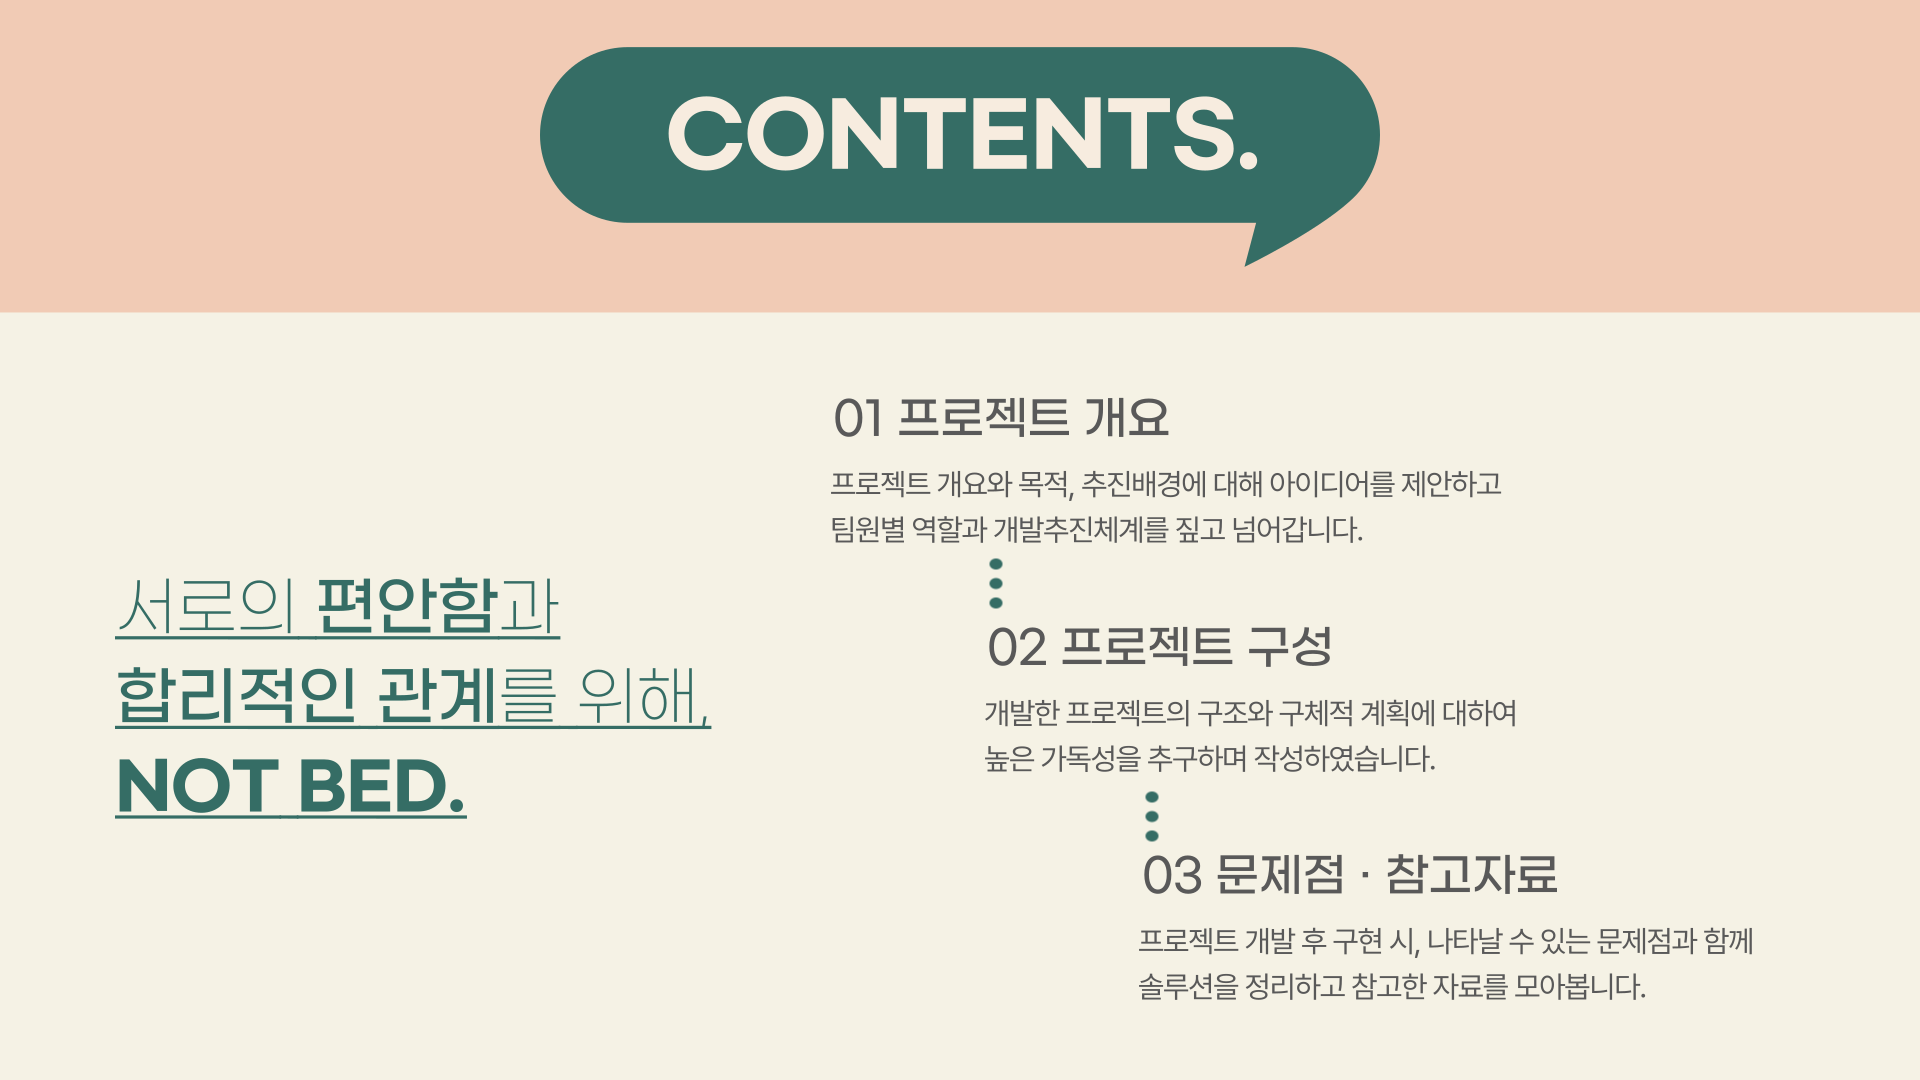 CONTENTS.
서로의 편안함과
합리적인 관계를 위해,
NOT BED.
01 프로젝트 개요
프로젝트 개요와 목적, 추진배경에 대해 아이디어를 제안하고
팀원별 역할과 개발추진체계를 짚고 넘어갑니다.
02 프로젝트 구성
개발한 프로젝트의 구조와 구체적 계획에 대하여
높은 가독성을 추구하며 작성하였습니다.
03 문제점 · 참고자료
프로젝트 개발 후 구현 시, 나타날 수 있는 문제점과 함께
솔루션을 정리하고 참고한 자료를 모아봅니다.